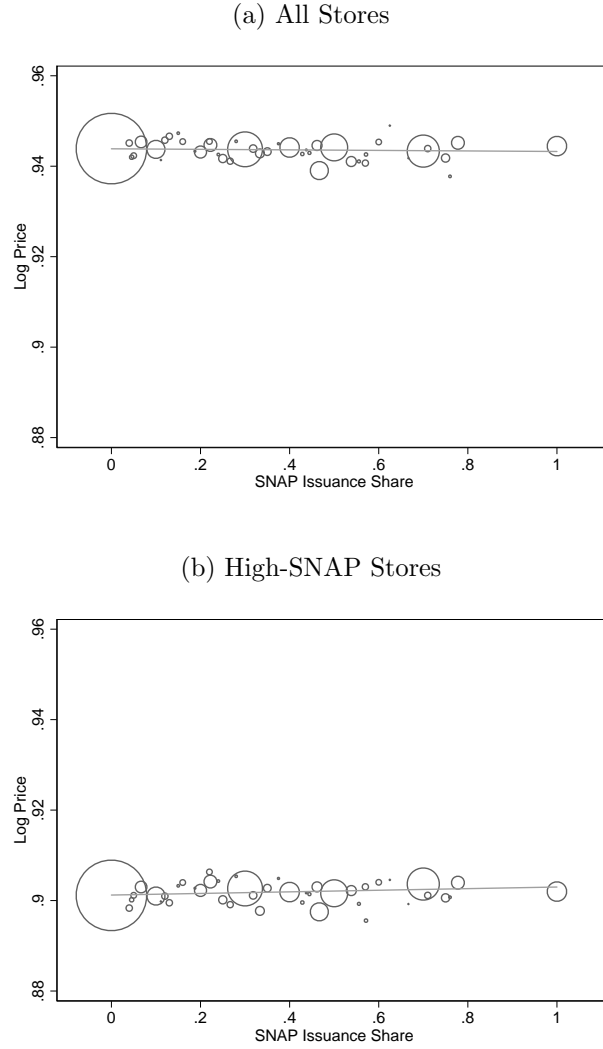 (a) All Stores
.96
.94
.92
.9
.88
Log Price
0 .2 .4 .6 .8 1
SNAP Issuance Share
(b) High-SNAP Stores
.96
.94
.92
.9
.88
Log Price
0 .2 .4 .6 .8 1
SNAP Issuance Share